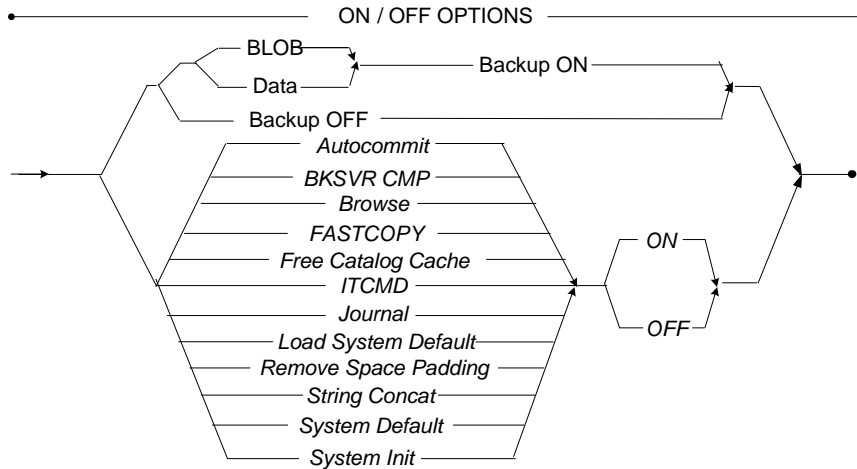 ON / OFF OPTIONS
BLOB
Backup ON
Data
Backup OFF
Autocommit
BKSVR CMP
Browse
FASTCOPY
ON
Free Catalog Cache
ITCMD
Journal
OFF
Load System Default
Remove Space Padding
String Concat
System Default
System Init